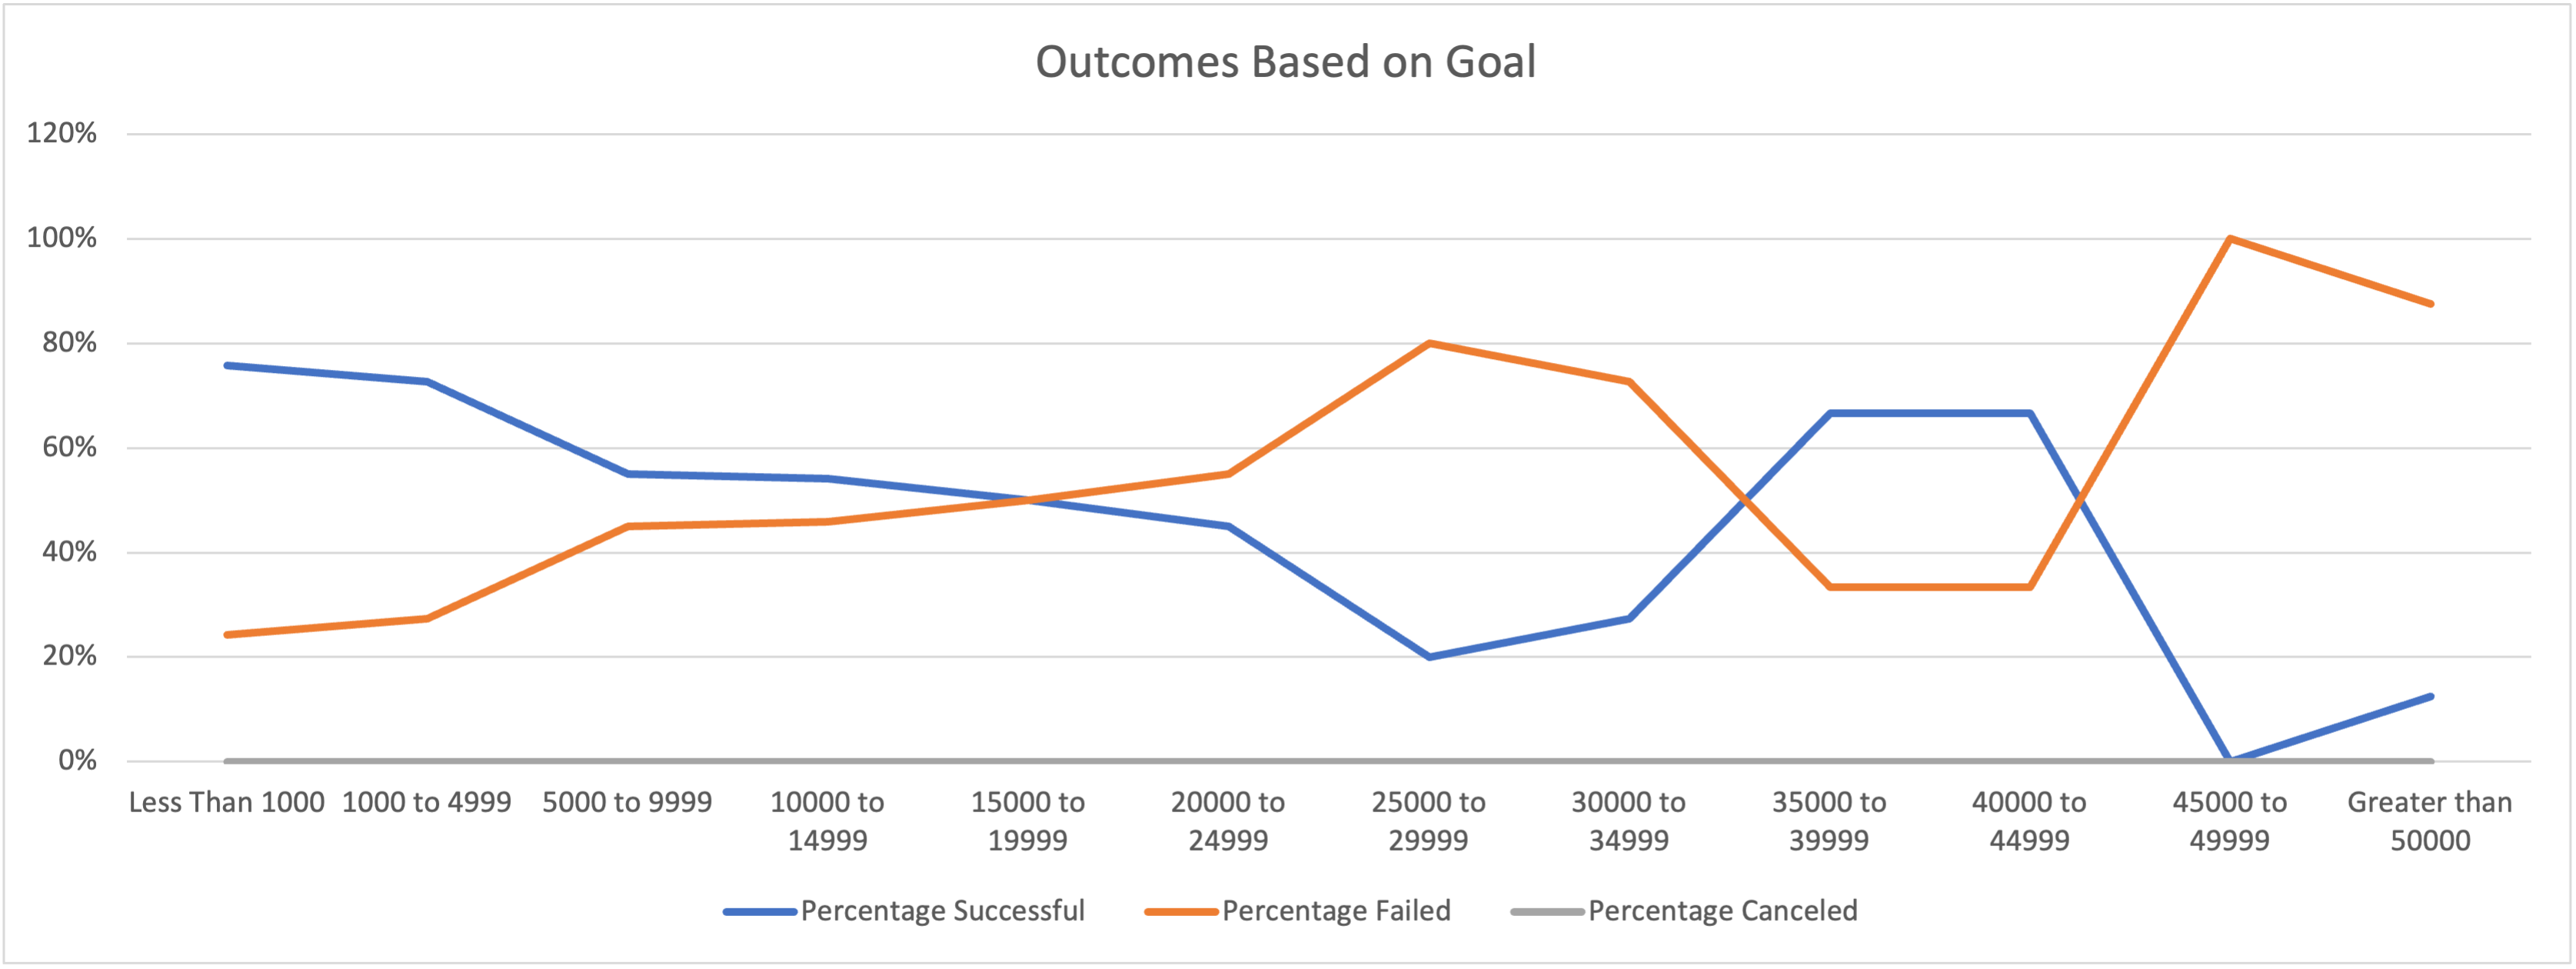 Outcomes Based on Goal
120%
100%
80%
60%
40%
20%
0%
Less Than 1000 1000 to 4999 5000 to 9999 10000 to 15000 to 20000 to 25000 to 30000 to 35000 to 40000 to 45000 to Greater than
14999 19999 24999 29999 34999 39999 44999 49999 50000
Percentage Successful Percentage Failed Percentage Canceled